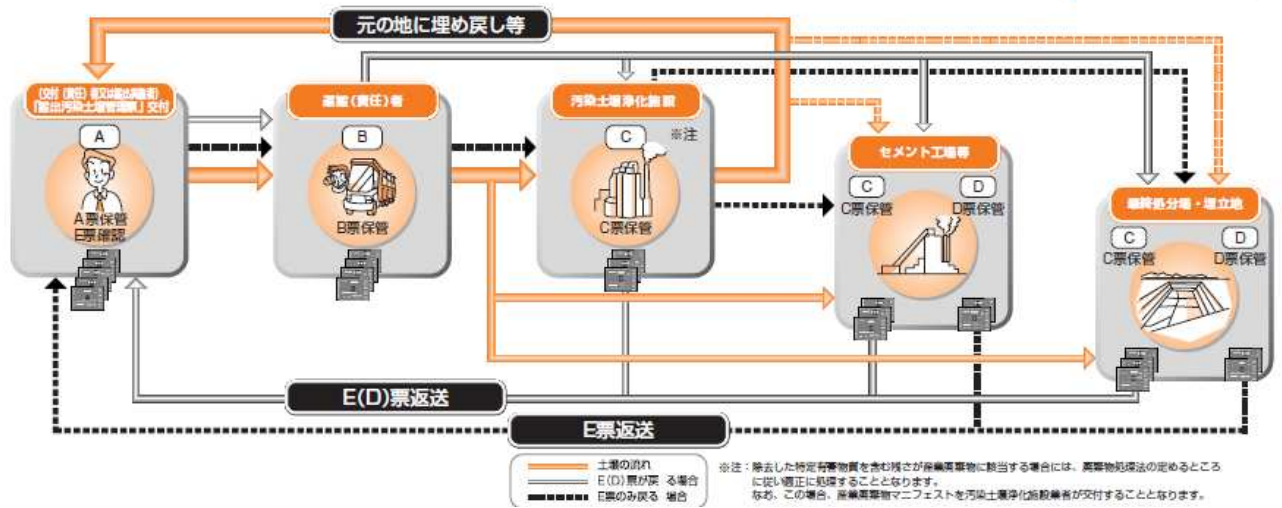 元の地に埋め戻し等
「搬出汚染土壌管理票」交付
運搬(責任)者
汚染土壌浄化施設
セメント工場等
最終処分場・埋立地
A
A票保管
E票確認
B
B票保管
C
※注
C票保管
C
C票保管
D
D票保管
C
C票保管
D
D票保管
E(D)票返送
E票返送
土壌の流れ
E(D)票が戻 る場合
E票のみ戻る 場合
※注:除去した特定有害物質を含む残さが産業廃棄物に該当する場合には、廃棄物処理法の定めるところ
に従い適正に処理することとなります。
なお、この場合、産業廃棄物マニフェストを汚染土壌浄化施設業者が交付することとなります。